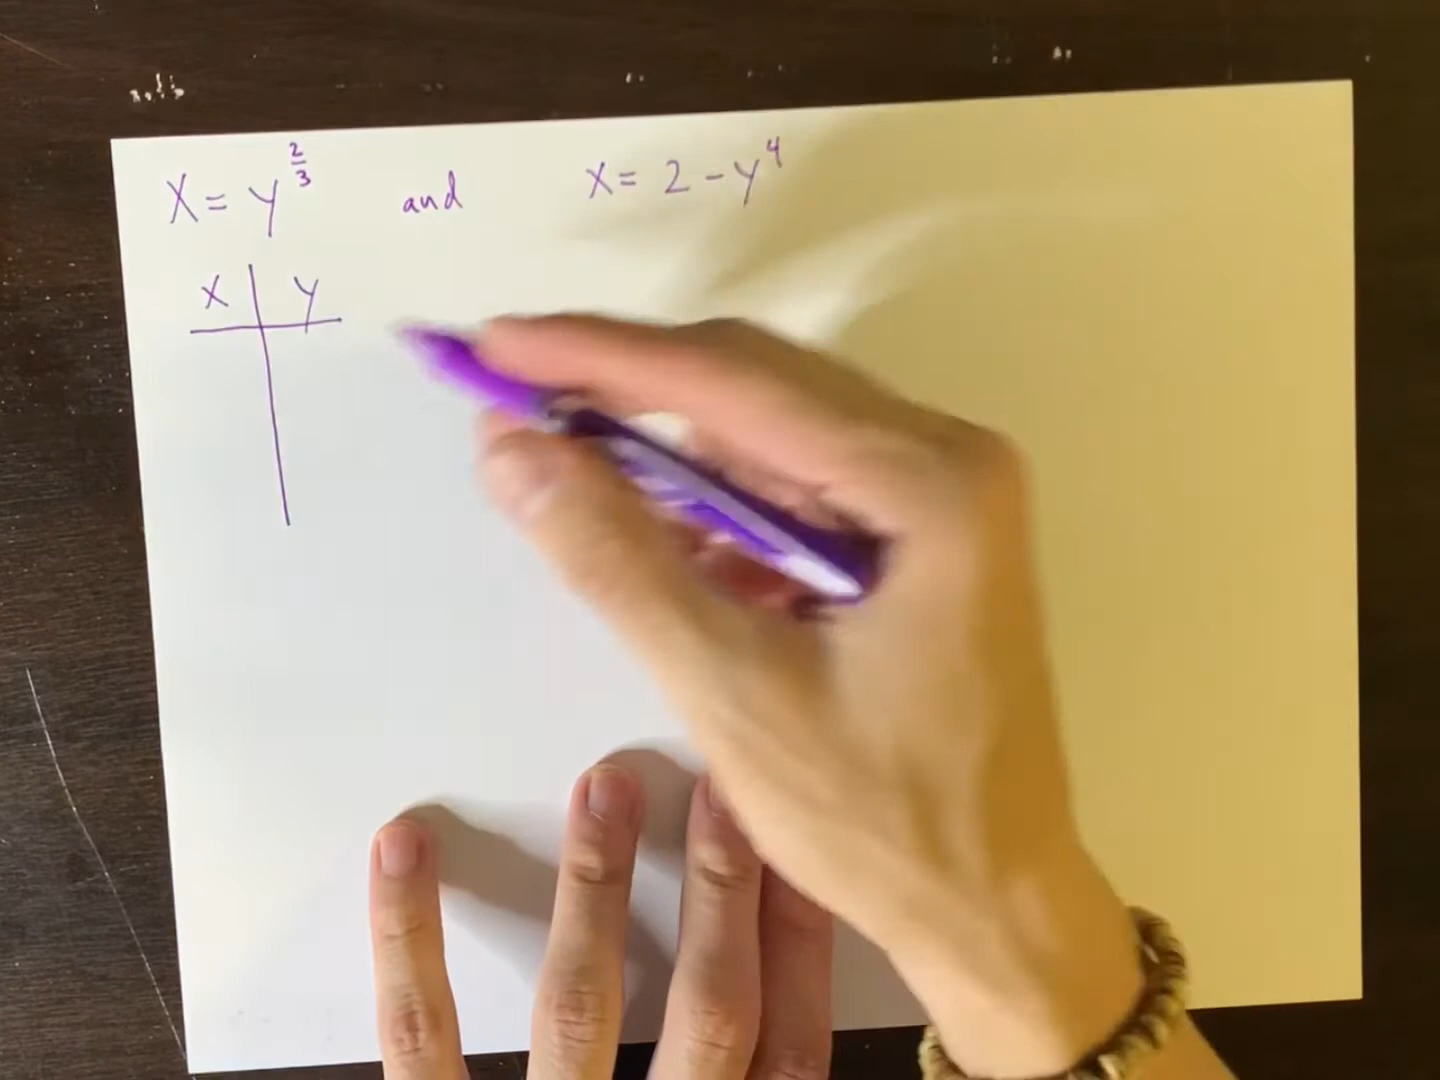 X = y^{2/3} and x = 2 - y^4
X y